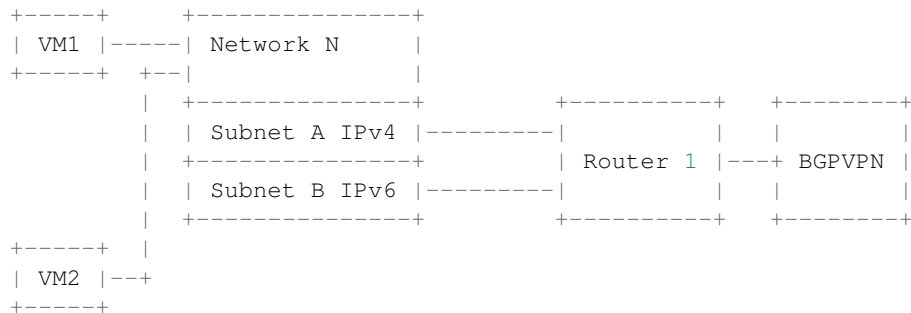 VM1 Network N
Subnet A IPv4
Router 1 BGPVPN
Subnet B IPv6
VM2